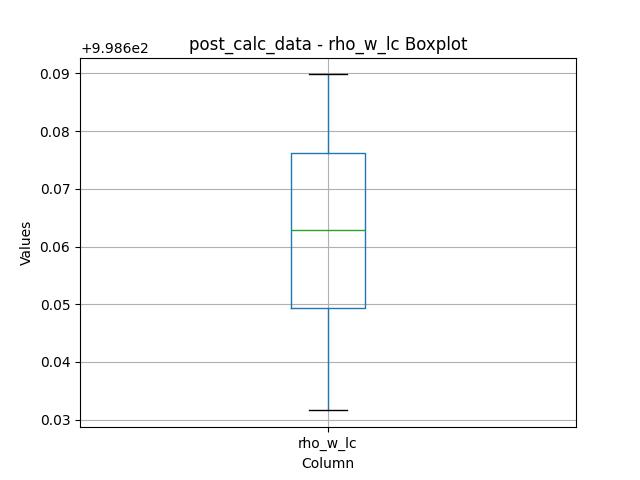 post_calc_data - rho_w_lc Boxplot
+9.986e2
0.09
0.08
0.07
0.06
0.05
0.04
0.03
Values
rho_w_lc
Column